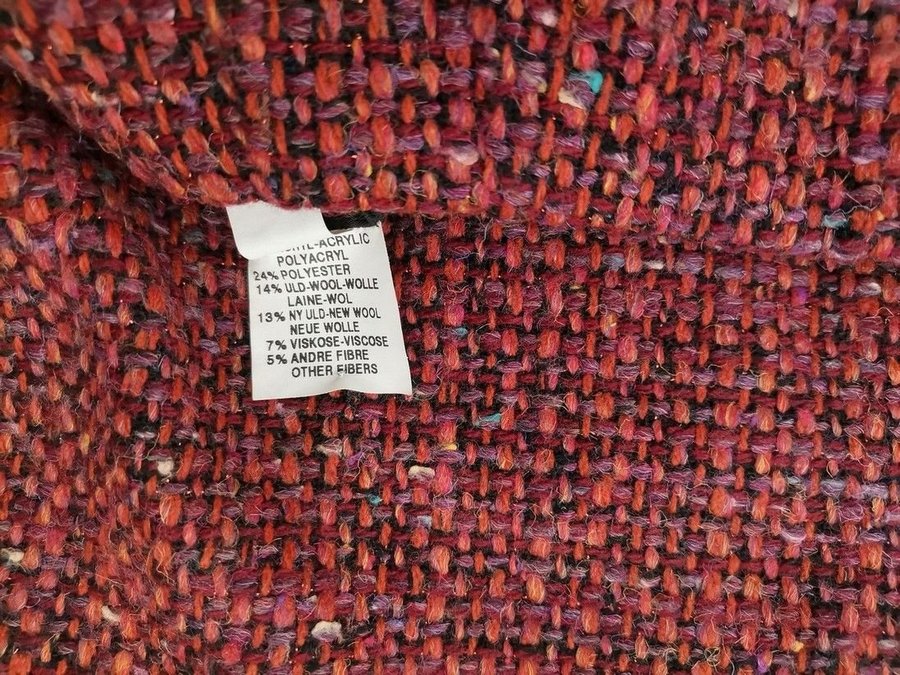 -ACRYLIC
POLYACRYL
24% POLYESTER
14% ULD-WOOL-WOLLE
LAINE-WOL
13% NY ULD-NEW WOOL
NEUE WOLLE
7% VISKOSE-VISCOSE
5% ANDRE FIBRE
OTHER FIBERS